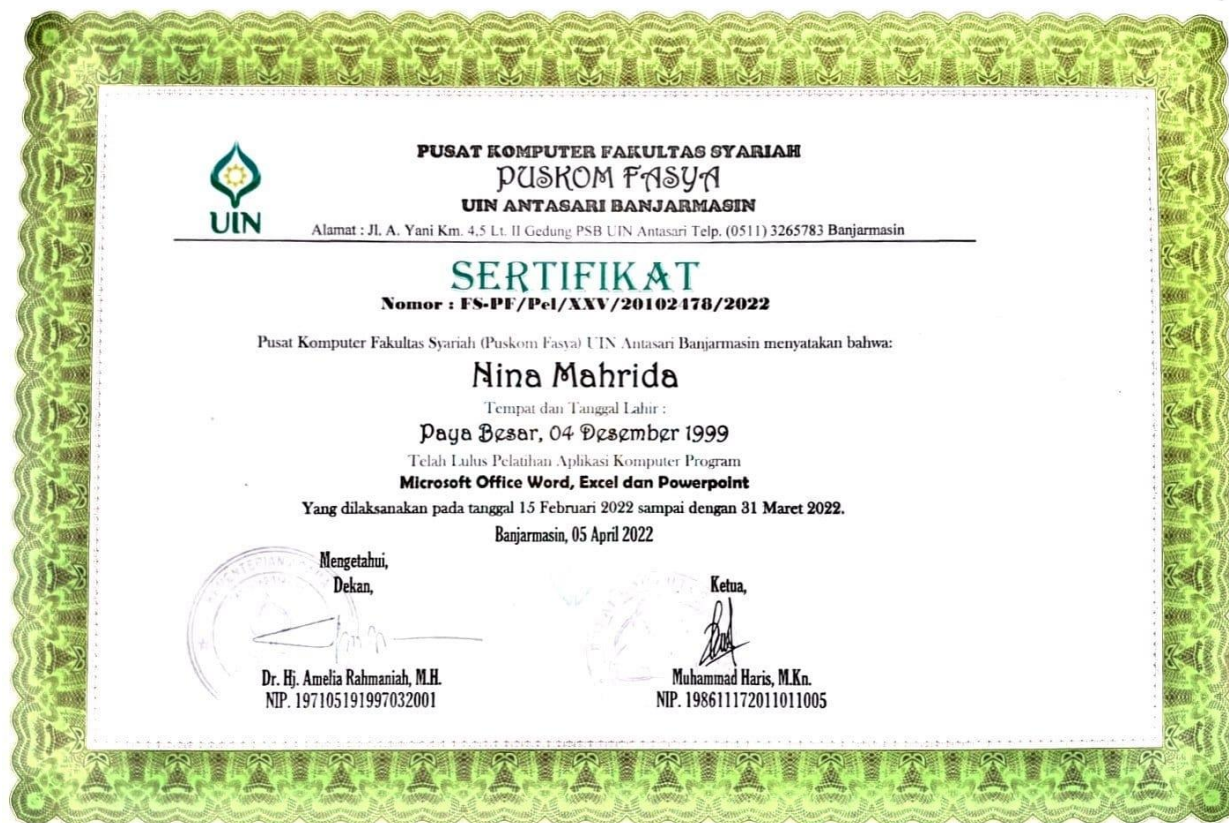 UIN
PUSAT KOMPUTER FAKULTAS SYARIAH
PUSKOM FASYA
UIN ANTASARI BANJARMASIN
Alamat : Jl. A. Yani Km. 4,5 Lt. II Gedung PSB UIN Antasari Telp. (0511) 3265783 Banjarmasin
SERTIFIKAT
Nomor : FS-PF/Pel/XXV/20102478/2022
Pusat Komputer Fakultas Syariah (Puskom Fasya) UIN Antasari Banjarmasin menyatakan bahwa:
Nina Mahrida
Tempat dan Tanggal Lahir :
Paya Besar, 04 Desember 1999
Telah Lulus Pelatihan Aplikasi Komputer Program
Microsoft Office Word, Excel dan Powerpoint
Yang dilaksanakan pada tanggal 15 Februari 2022 sampai dengan 31 Maret 2022.
Banjarmasin, 05 April 2022
Mengetahui,
Dekan,
Dr. Hj. Amelia Rahmaniah, M.H.
NIP. 197105191997032001
Ketua,
Muhammad Haris, M.Kn.
NIP. 198611172011011005